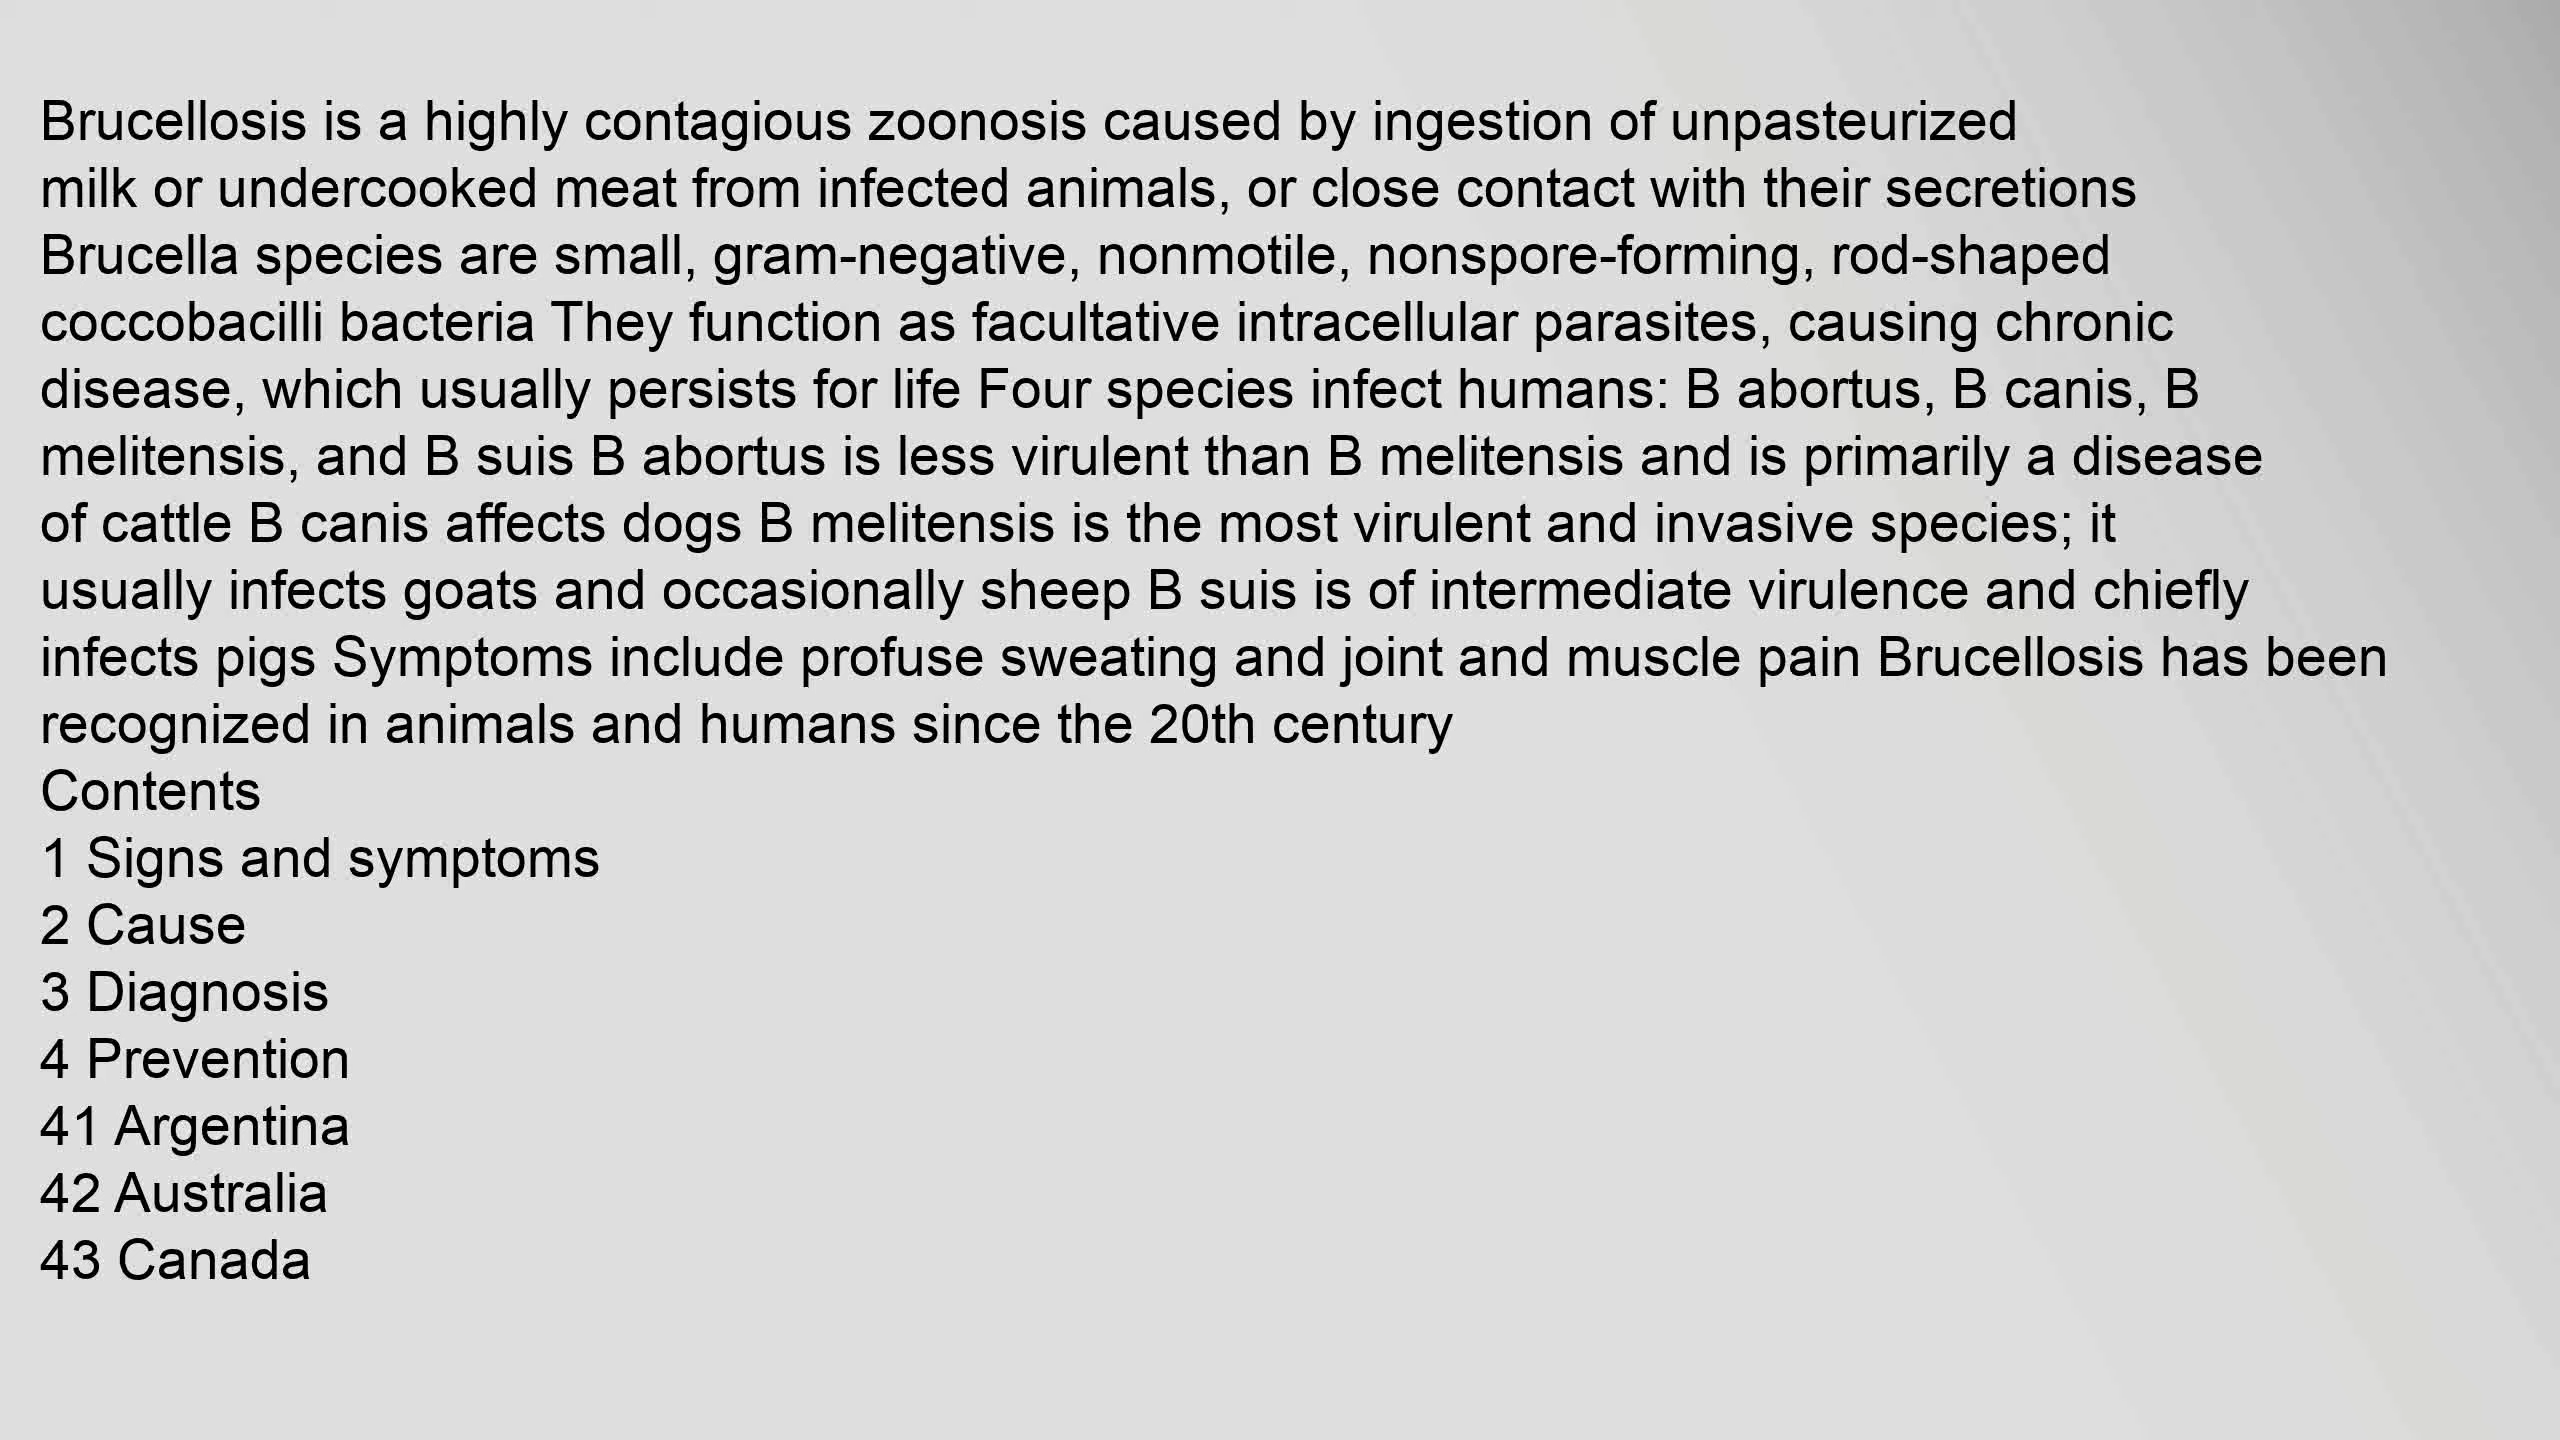 Brucellosis is a highly contagious zoonosis caused by ingestion of unpasteurized
milk or undercooked meat from infected animals, or close contact with their secretions
Brucella species are small, gram-negative, nonmotile, nonspore-forming, rod-shaped
coccobacilli bacteria They function as facultative intracellular parasites, causing chronic
disease, which usually persists for life Four species infect humans: B abortus, B canis, B
melitensis, and B suis B abortus is less virulent than B melitensis and is primarily a disease
of cattle B canis affects dogs B melitensis is the most virulent and invasive species; it
usually infects goats and occasionally sheep B suis is of intermediate virulence and chiefly
infects pigs Symptoms include profuse sweating and joint and muscle pain Brucellosis has been
recognized in animals and humans since the 20th century
Contents
1 Signs and symptoms
2 Cause
3 Diagnosis
4 Prevention
41 Argentina
42 Australia
43 Canada